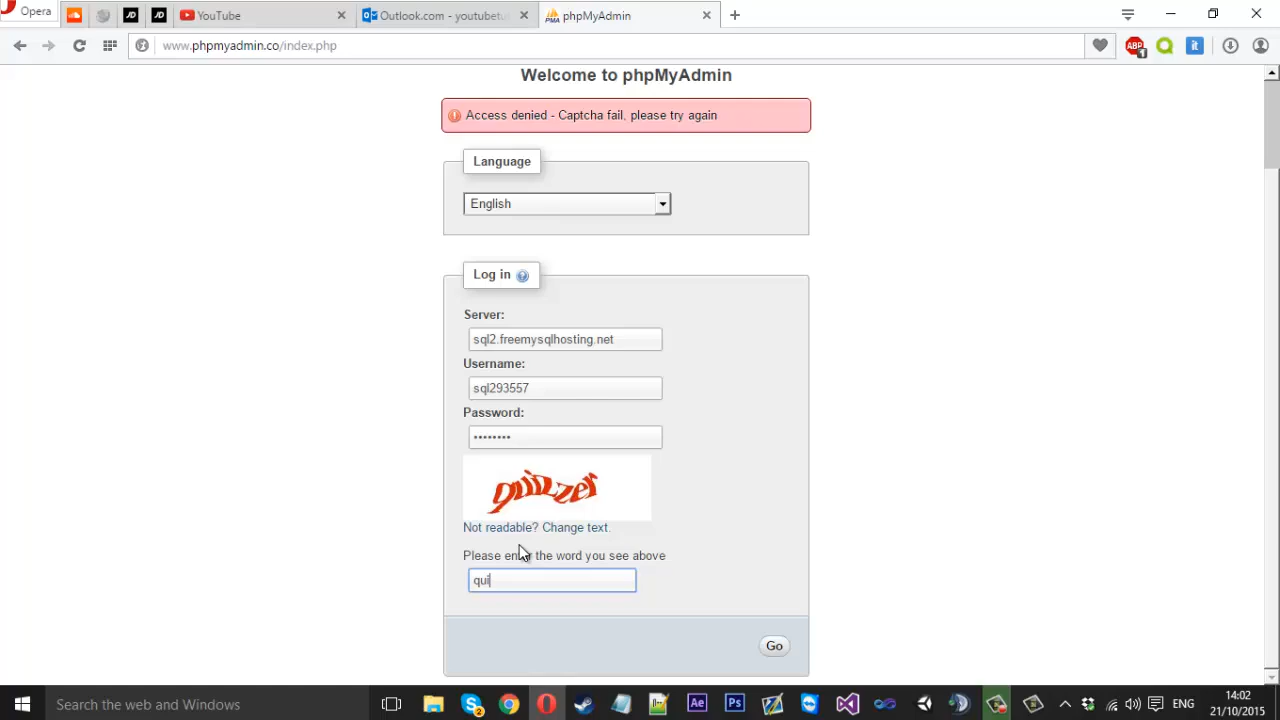 Opera
YouTube
Outlook.com - youtubetu
phpMyAdmin
www.phpmyadmin.co/index.php
Welcome to phpMyAdmin
Access denied - Captcha fail, please try again
Language
English
Log in
Server:
sql2.freemysqlhosting.net
Username:
sql293557
Password:
••••••••
quinzer
Not readable? Change text.
Please enter the word you see above
qui
Go
Search the web and Windows
ENG
14:02
21/10/2015